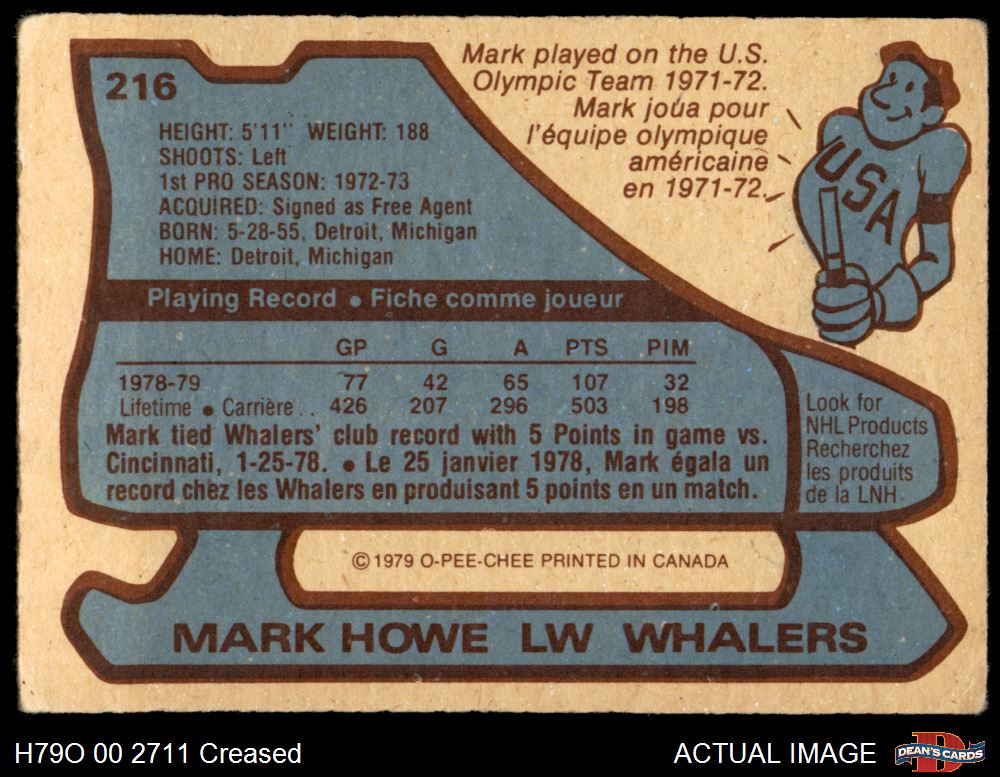 216
Mark played on the U.S.
Olympic Team 1971-72.
Mark joua pour
l'équipe olympique
américaine
en 1971-72.
USA
HEIGHT: 5'11" WEIGHT: 188
SHOOTS: Left
1st PRO SEASON: 1972-73
ACQUIRED: Signed as Free Agent
BORN: 5-28-55, Detroit, Michigan
HOME: Detroit, Michigan
Playing Record • Fiche comme joueur
GP G A PTS PIM
1978-79 77 42 65 107 32
Lifetime • Carrière . . 426 207 296 503 198
Mark tied Whalers' club record with 5 Points in game vs.
Cincinnati, 1-25-78. • Le 25 janvier 1978, Mark égala un
record chez les Whalers en produisant 5 points en un match.
Look for
NHL Products
Recherchez
les produits
de la LNH.
© 1979 O-PEE-CHEE PRINTED IN CANADA
MARK HOWE LW WHALERS
H79O 00 2711 Creased
ACTUAL IMAGE
DEAN'S CARDS